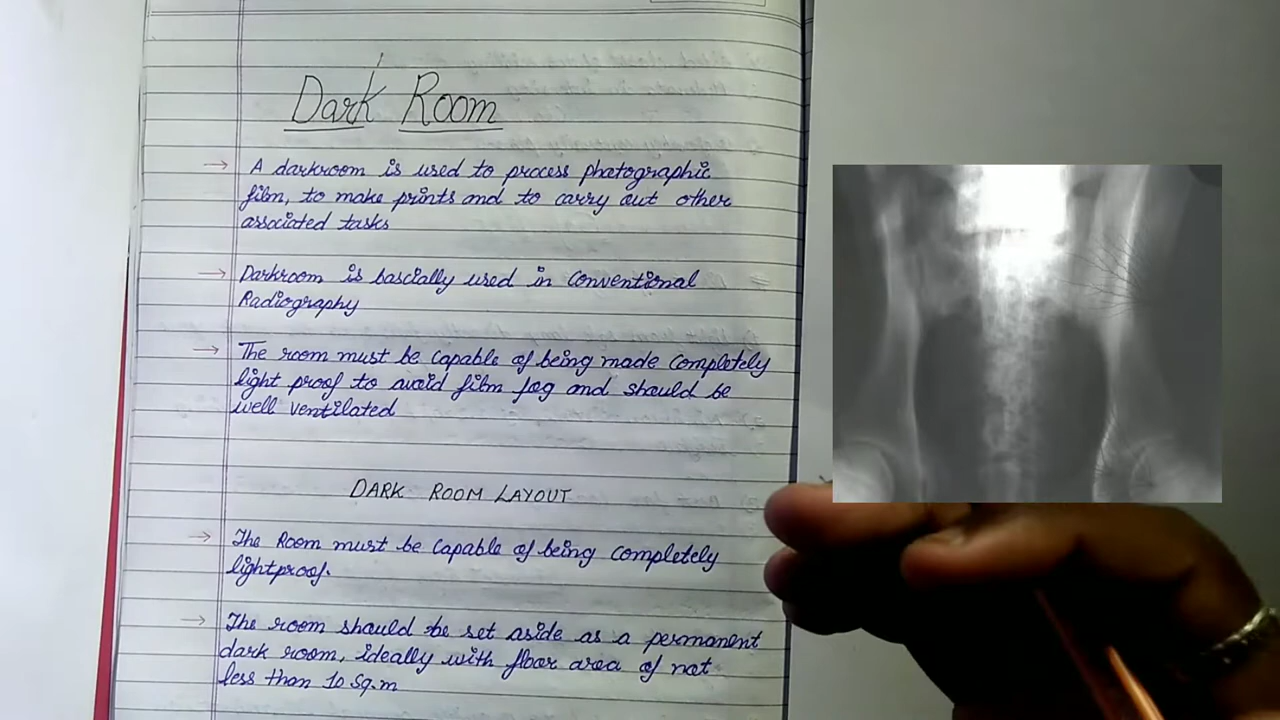 Dark Room
→ A darkroom is used to process photographic
film, to make prints and to carry out other
associated tasks
→ Darkroom is bascially used in conventional
Radiography
→ The room must be capable of being made completely
light proof to avoid film fog and should be
well ventilated
DARK ROOM LAYOUT
→ The Room must be capable of being completely
lightproof.
→ The room should be set aside as a permanent
dark room, ideally with floor area of not
less than 10 sq.m